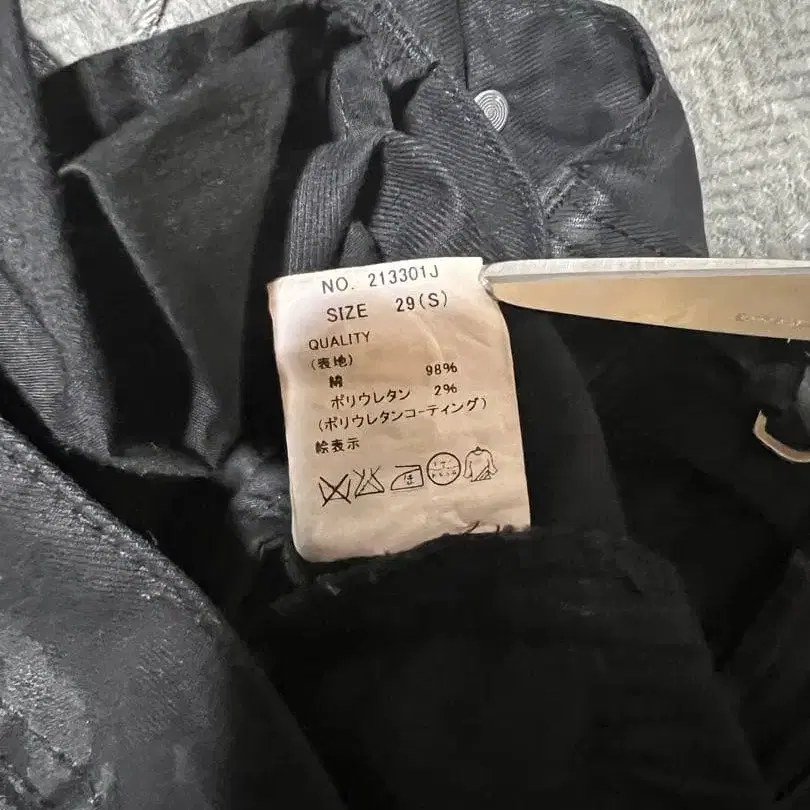 NO. 213301J
SIZE 29(S)
QUALITY
(表地)
綿 98%
ポリウレタン 2%
(ポリウレタンコーティング)
絵表示